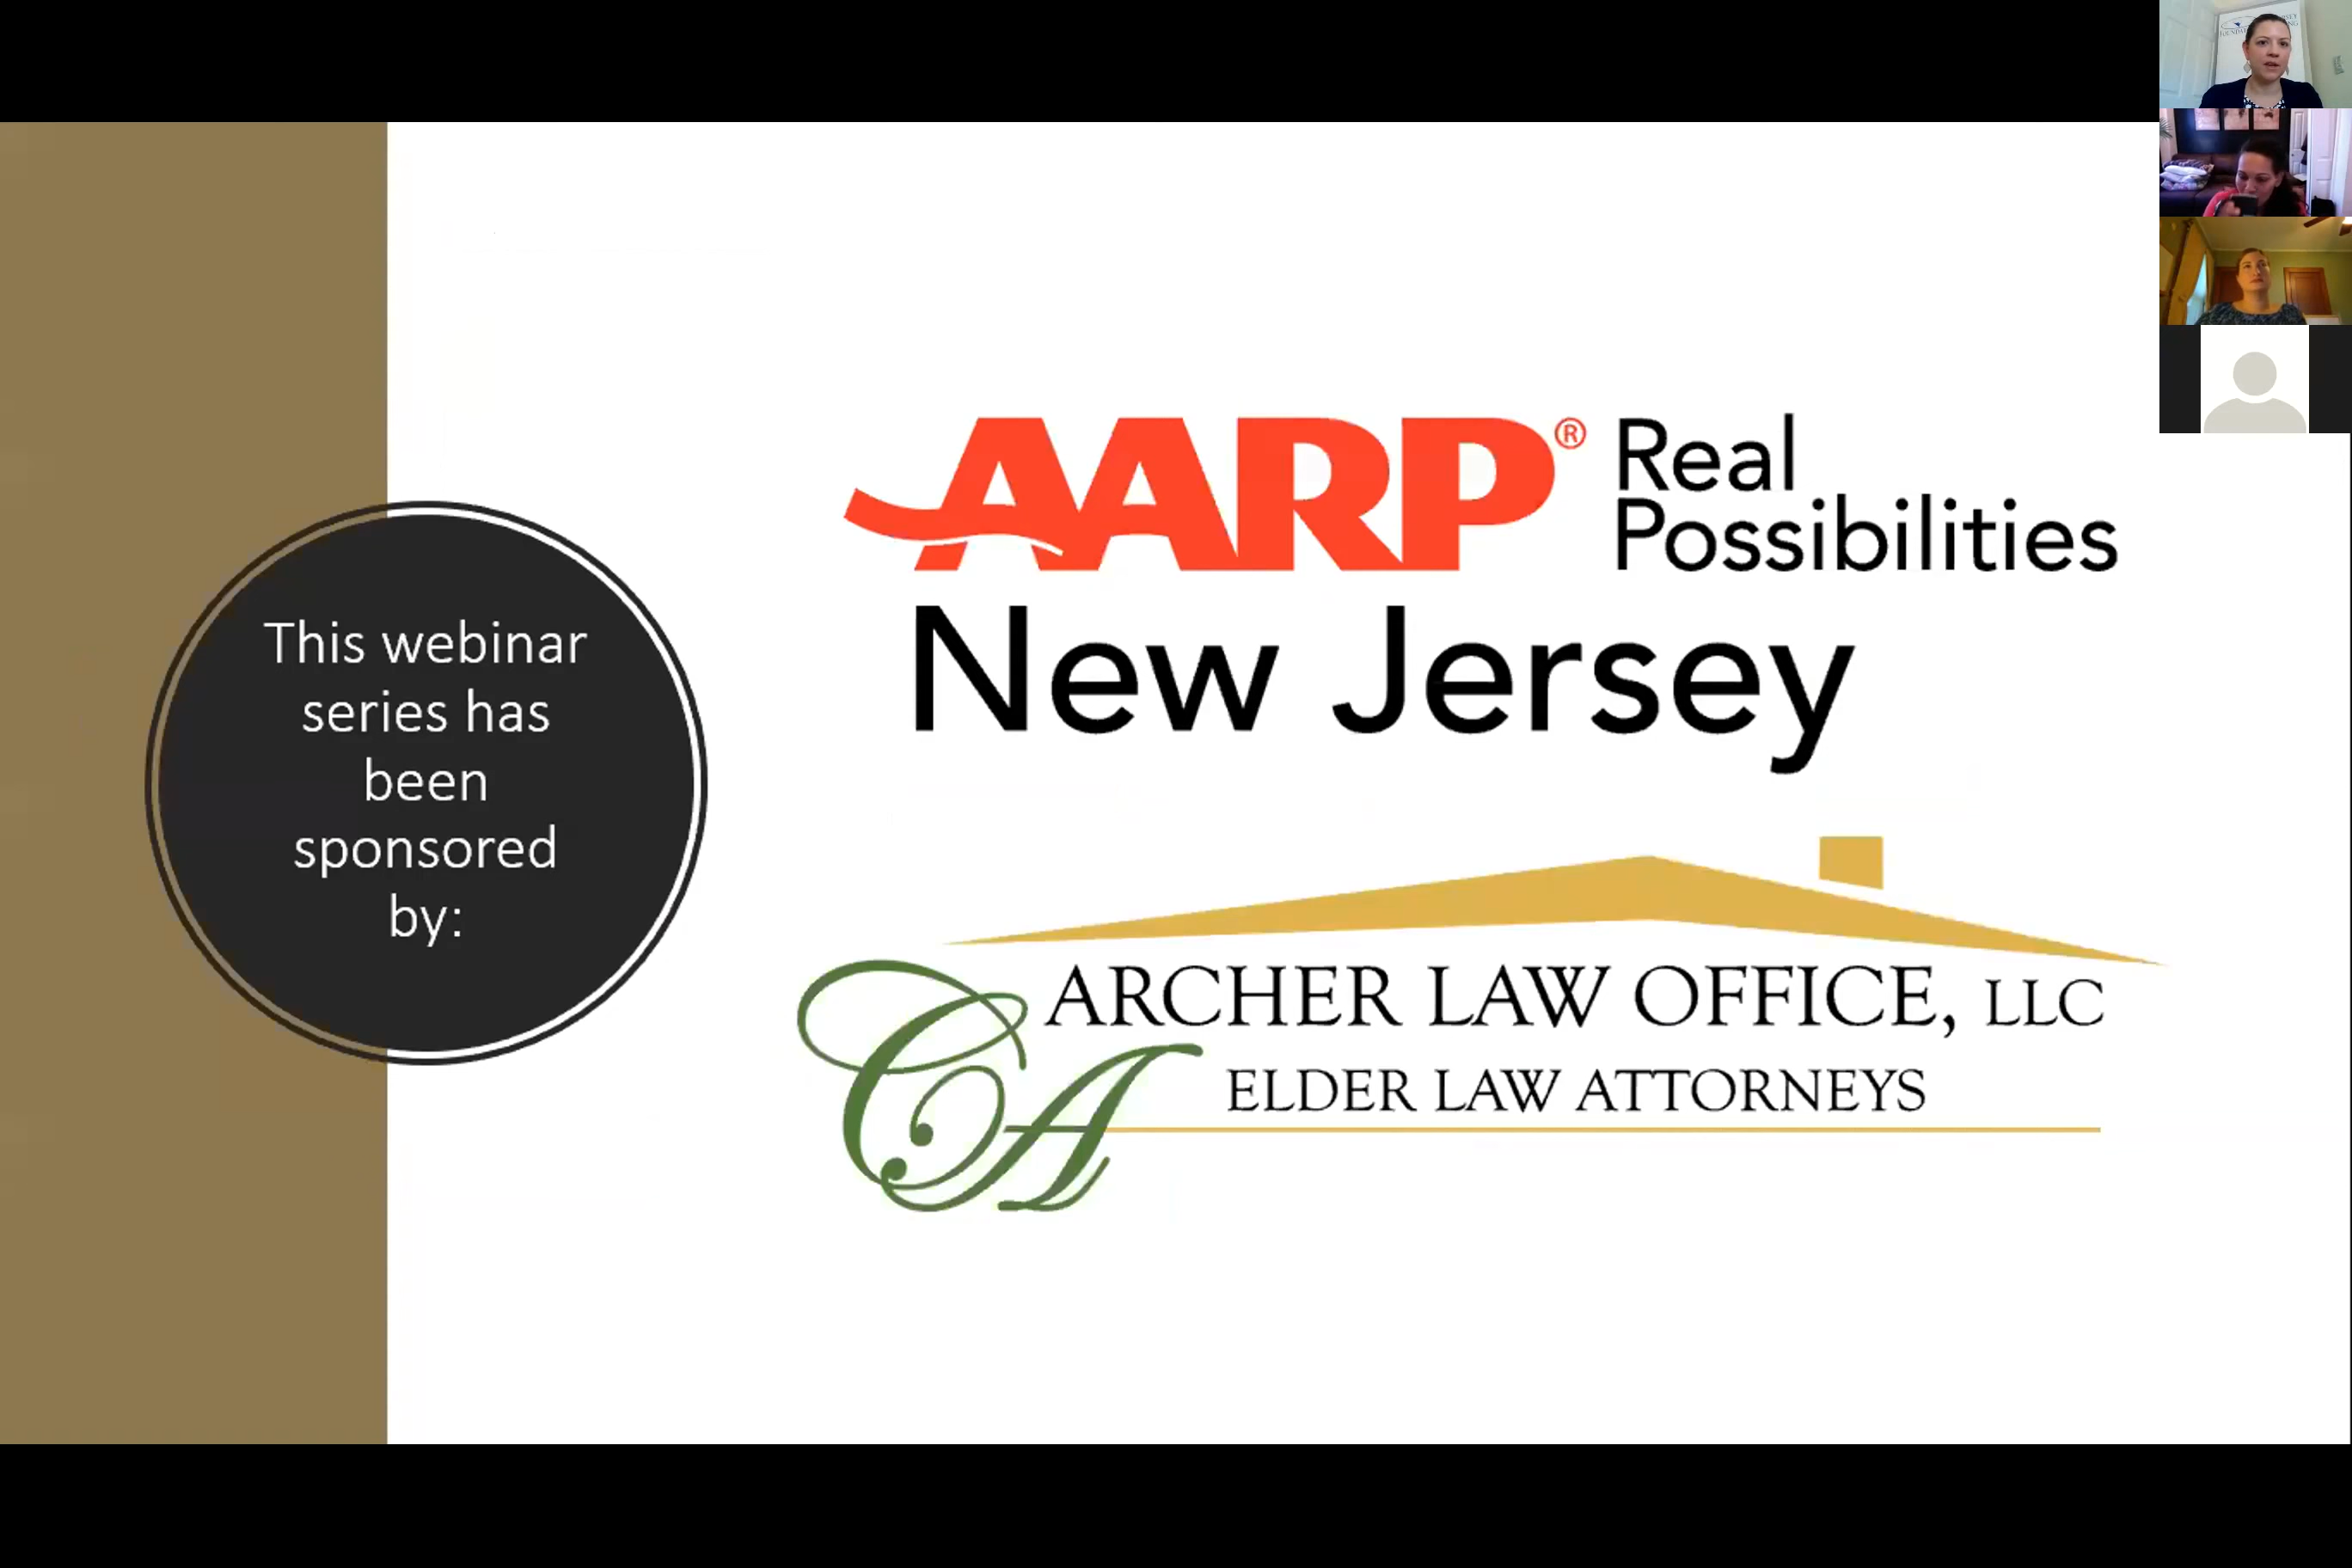 This webinar
series has
been
sponsored
by:
AARP® Real
Possibilities
New Jersey
ARCHER LAW OFFICE, LLC
ELDER LAW ATTORNEYS
CA